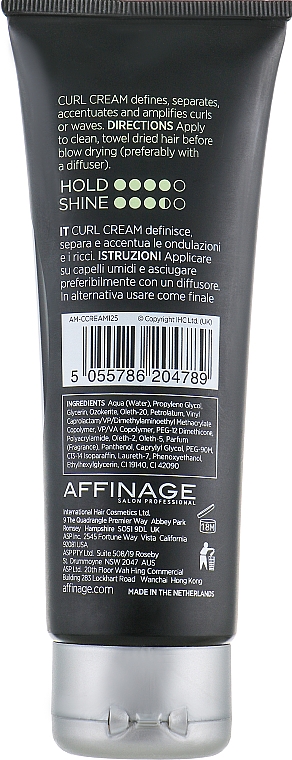 CURL CREAM defines, separates,
accentuates and amplifies curls
or waves. DIRECTIONS Apply
to clean, towel dried hair before
blow drying (preferably with
a diffuser).
HOLD
SHINE
IT CURL CREAM definisce,
separa e accentua le ondulazioni
e i ricci. ISTRUZIONI Applicare
su capelli umidi e asciugare
preferibilmente con un diffusore.
In alternativa usare come finale
AM-CCREAM125 © Copyright IHC Ltd. (UK)
5 055786 204789
INGREDIENTS: Aqua (Water), Propylene Glycol,
Glycerin, Ozokerite, Oleth-20, Petrolatum, Vinyl
Caprolactam/VP/Dimethylaminoethyl Methacrylate
Copolymer, VP/VA Copolymer, PEG-12 Dimethicone,
Polyacrylamide, Oleth-2, Oleth-5, Parfum
(Fragrance), Panthenol, Caprylyl Glycol, PEG-90M,
C13-14 Isoparaffin, Laureth-7, Phenoxyethanol,
Ethylhexylglycerin, CI 19140, CI 42090
AFFINAGE
SALON PROFESSIONAL
International Hair Cosmetics Ltd.
9 The Quadrangle Premier Way Abbey Park
Romsey Hampshire SO51 9DL UK
ASP inc. 2545 Fortune Way Vista California
92081 USA
ASP PTY Ltd. Suite 508/19 Roseby
St. Drummoyne NSW 2047 AUS
ASP Ltd. 20th Floor Wah Hing Commercial
Building 283 Lockhart Road Wanchai Hong Kong
18M
affinage.com MADE IN THE NETHERLANDS